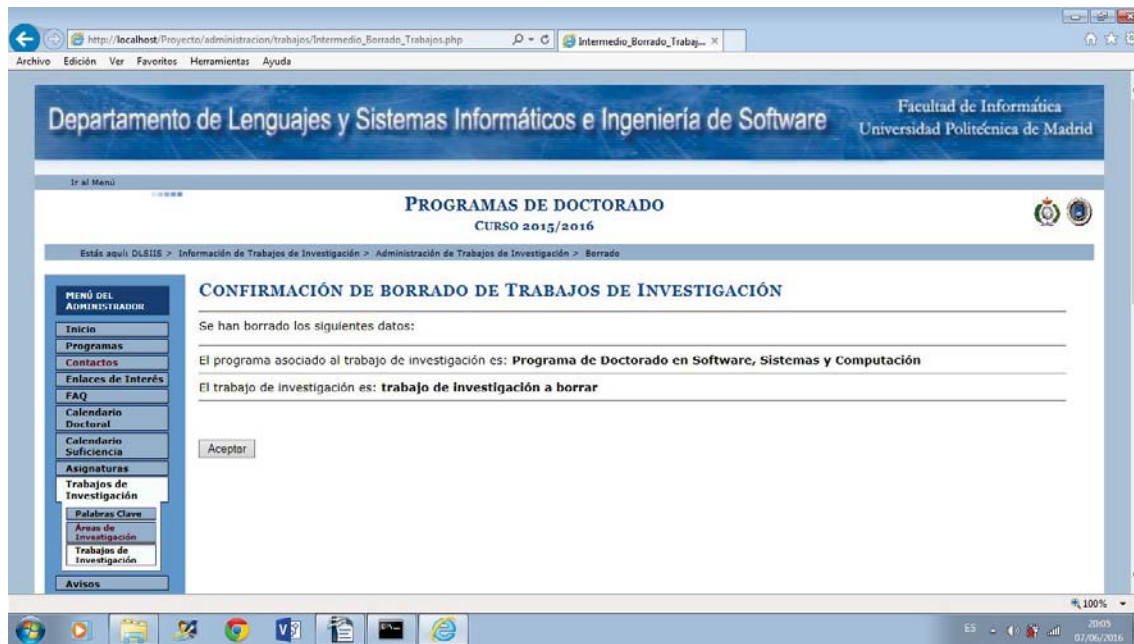 http://localhost/Proyecto/administracion/trabajos/Intermedio_Borrado_Trabajos.php
Intermedio_Borrado_Trabaj...
Archivo Edición Ver Favoritos Herramientas Ayuda
Departamento de Lenguajes y Sistemas Informáticos e Ingeniería de Software
Facultad de Informática
Universidad Politécnica de Madrid
Ir al Menú
PROGRAMAS DE DOCTORADO
CURSO 2015/2016
Estás aquí: DLSIIS > Información de Trabajos de Investigación > Administración de Trabajos de Investigación > Borrado
MENÚ DEL
ADMINISTRADOR
Inicio
Programas
Contactos
Enlaces de Interés
FAQ
Calendario
Doctoral
Calendario
Suficiencia
Asignaturas
Trabajos de
Investigación
Palabras Clave
Áreas de
Investigación
Trabajos de
Investigación
Avisos
CONFIRMACIÓN DE BORRADO DE TRABAJOS DE INVESTIGACIÓN
Se han borrado los siguientes datos:
El programa asociado al trabajo de investigación es: Programa de Doctorado en Software, Sistemas y Computación
El trabajo de investigación es: trabajo de investigación a borrar
Aceptar
100%
ES
20:05
07/06/2016